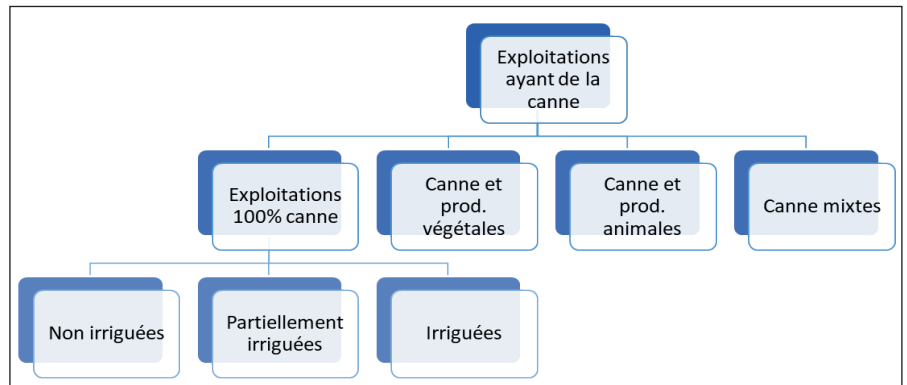 Exploitations
ayant de la
canne
Exploitations
100% canne
Canne et
prod.
végétales
Canne et
prod.
animales
Canne mixtes
Non irriguées
Partiellement
irriguées
Irriguées